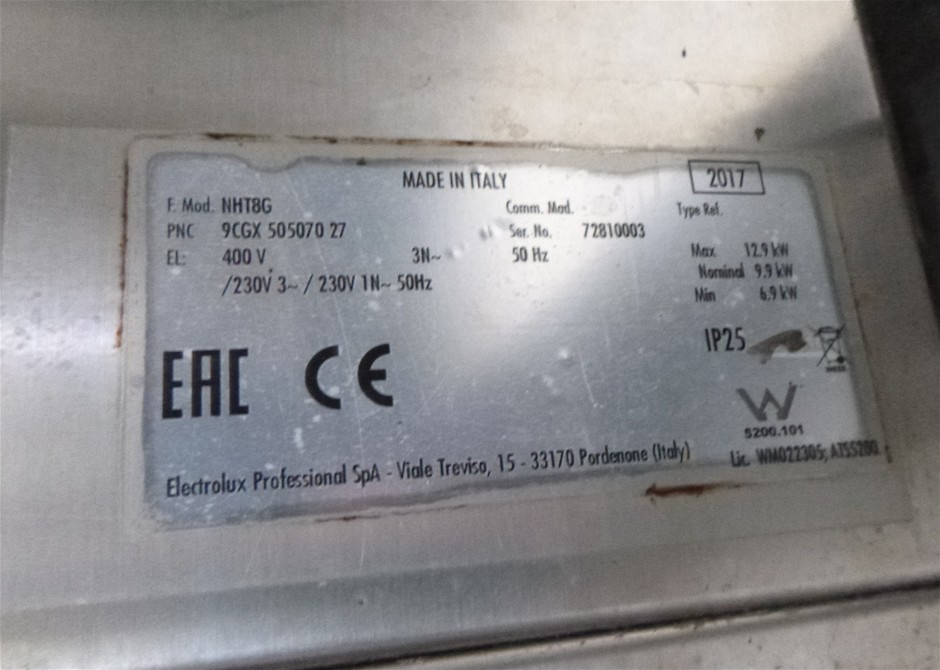 MADE IN ITALY
2017
F. Mod. NHT8G
Comm. Mod.
Type Ref.
PNC 9CGX 505070 27
Ser. No. 72810003
EL: 400 V 3N~ 50 Hz
/230V 3~ / 230V 1N~ 50Hz
Max 12.9 kW
Nominal 9.9 kW
Min 6.9 kW
IP25
EAC CE
5200.101
Electrolux Professional SpA - Viale Treviso, 15 - 33170 Pordenone (Italy)
Lic. WM022305; ATS5200.